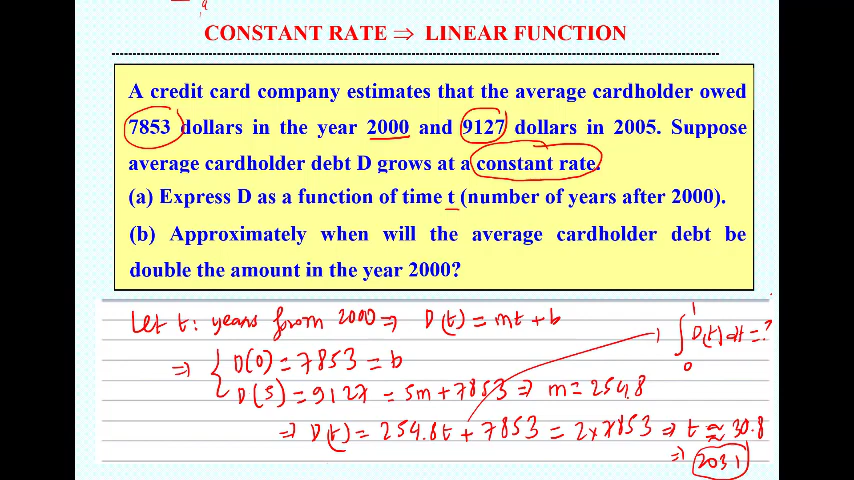 CONSTANT RATE ⇒ LINEAR FUNCTION
A credit card company estimates that the average cardholder owed
7853 dollars in the year 2000 and 9127 dollars in 2005. Suppose
average cardholder debt D grows at a constant rate.
(a) Express D as a function of time t (number of years after 2000).
(b) Approximately when will the average cardholder debt be
double the amount in the year 2000?
Let t: years from 2000 ⇒ D(t) = mt + b
⇒ { D(0) = 7853 = b
D(5) = 9127 = 5m + 7853 ⇒ m = 254.8
⇒ D(t) = 254.8t + 7853 = 2×7853 ⇒ t ≈ 30.8
⇒ 2031
∫₀¹ D(t) dt = ?